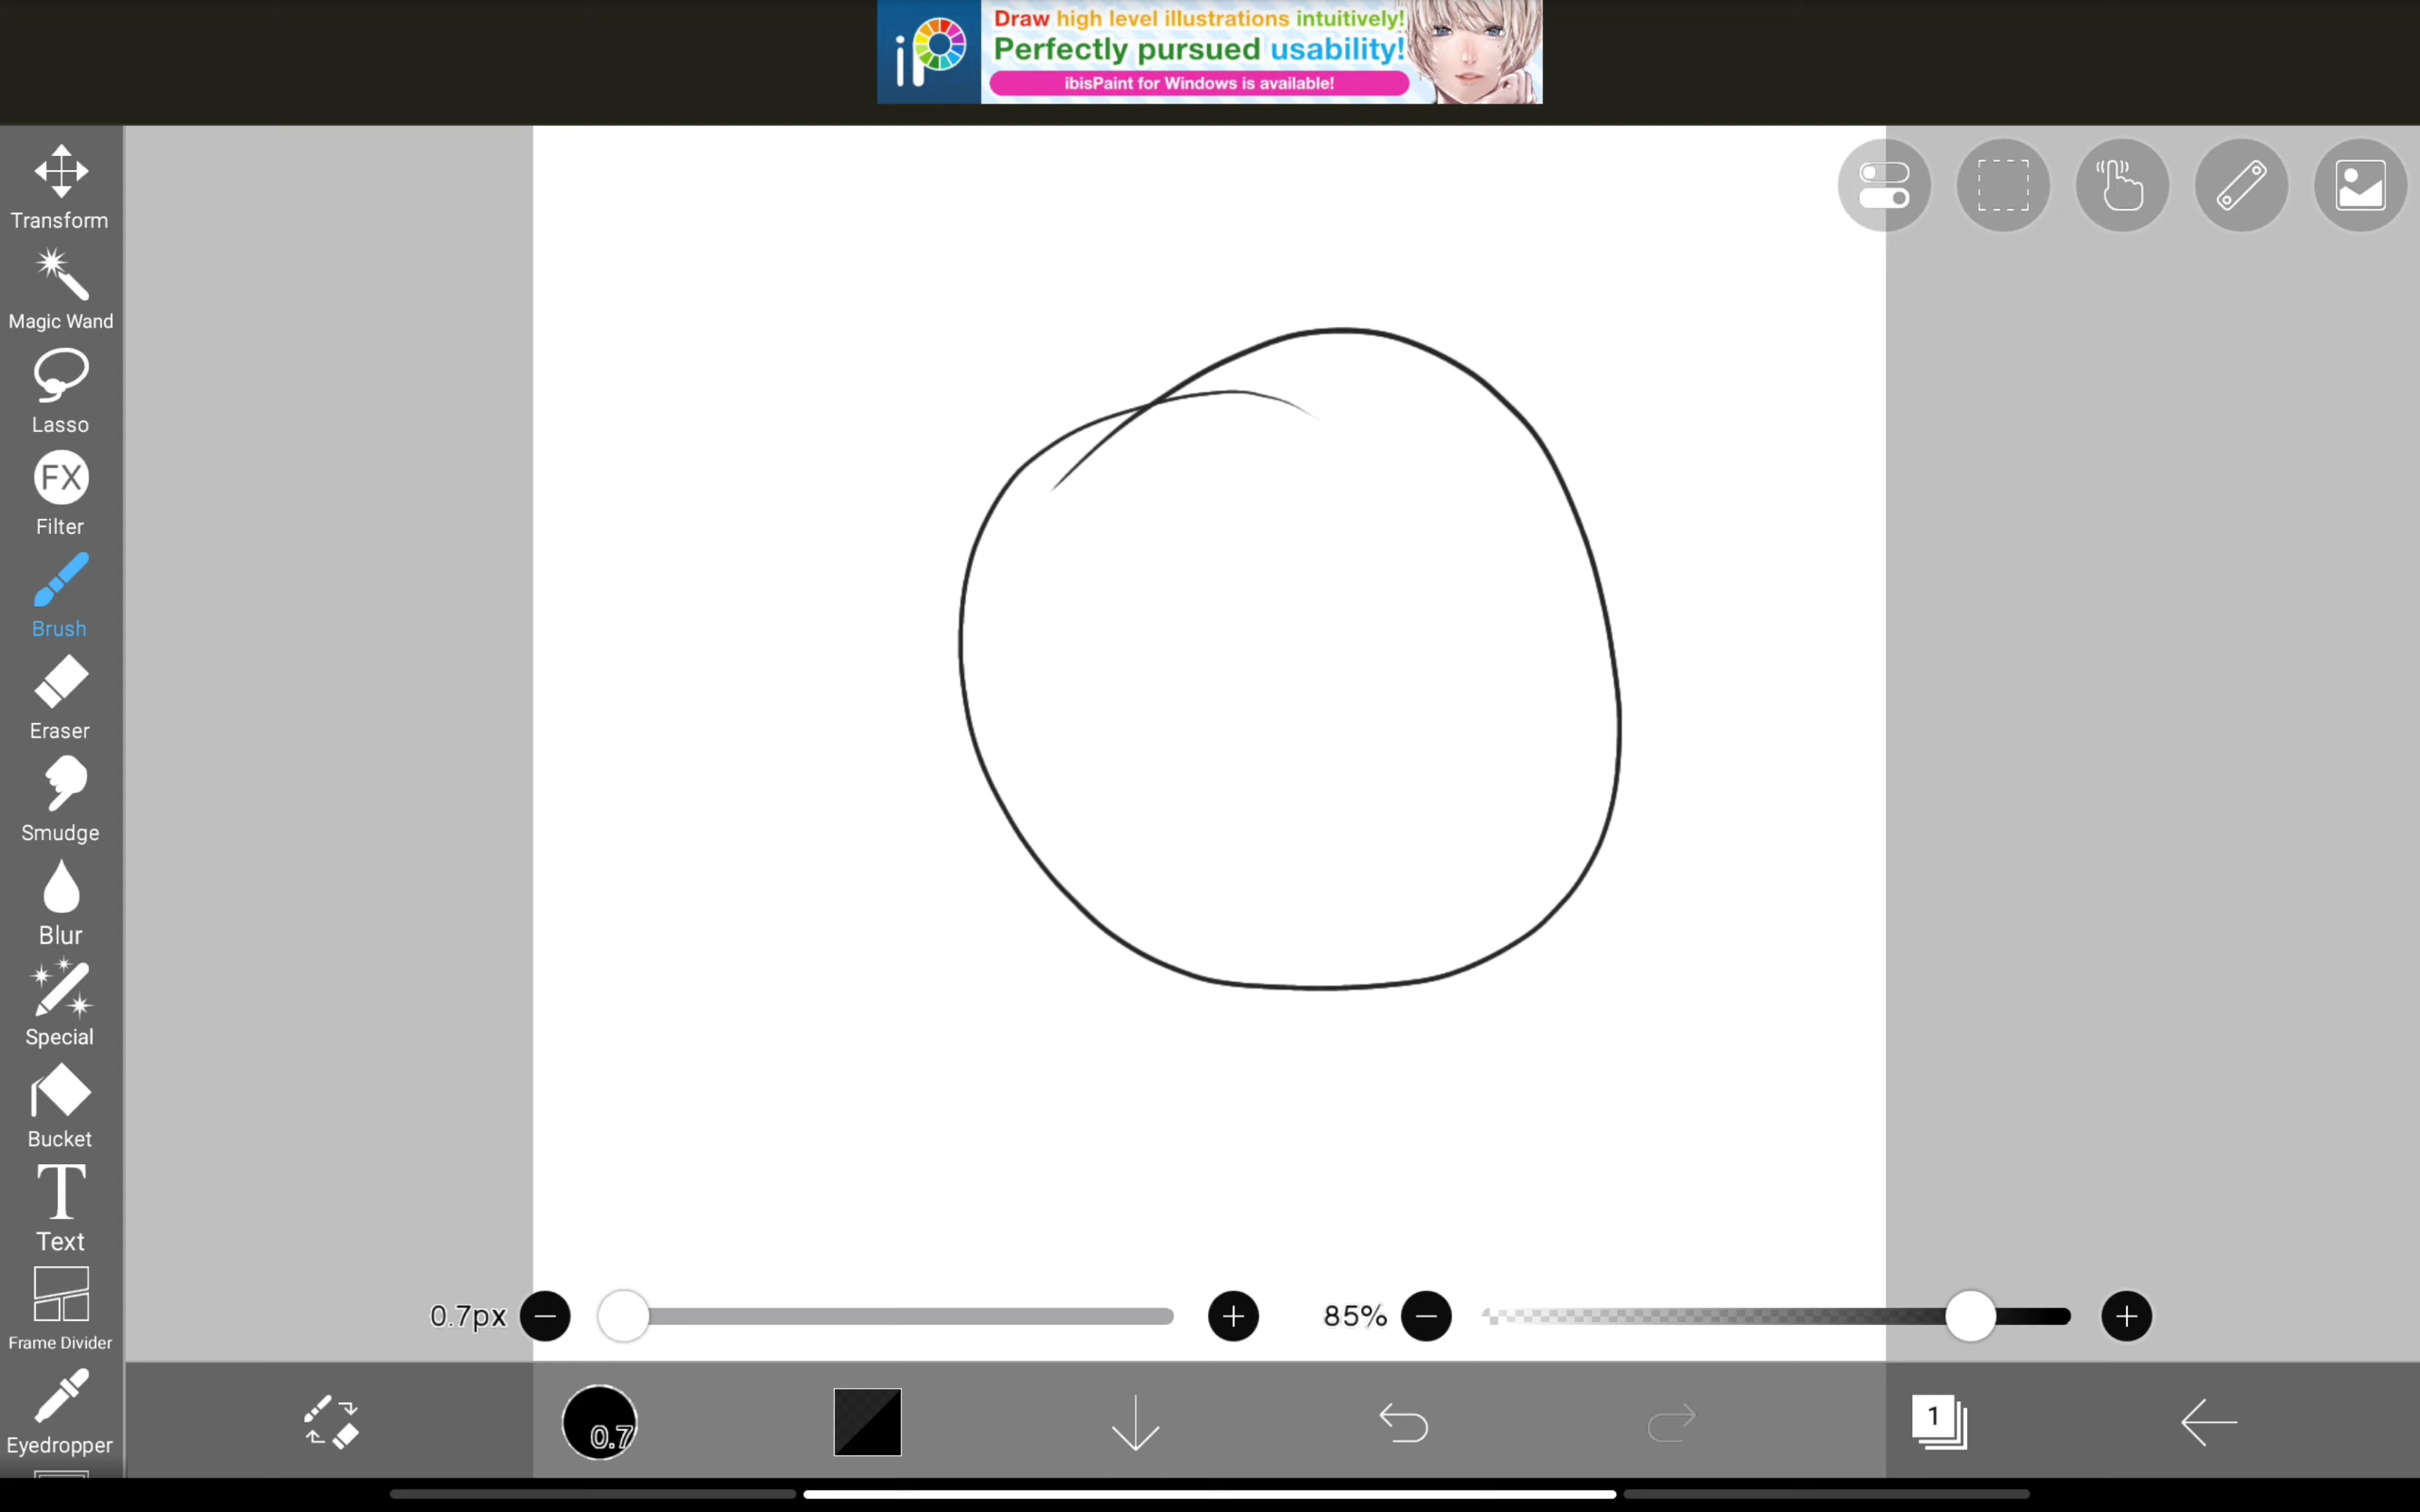 iP
Draw high level illustrations intuitively!
Perfectly pursued usability!
ibisPaint for Windows is available!
Transform
Magic Wand
Lasso
FX
Filter
Brush
Eraser
Smudge
Blur
Special
Bucket
T
Text
Frame Divider
Eyedropper
0.7px
85%
0.7
1